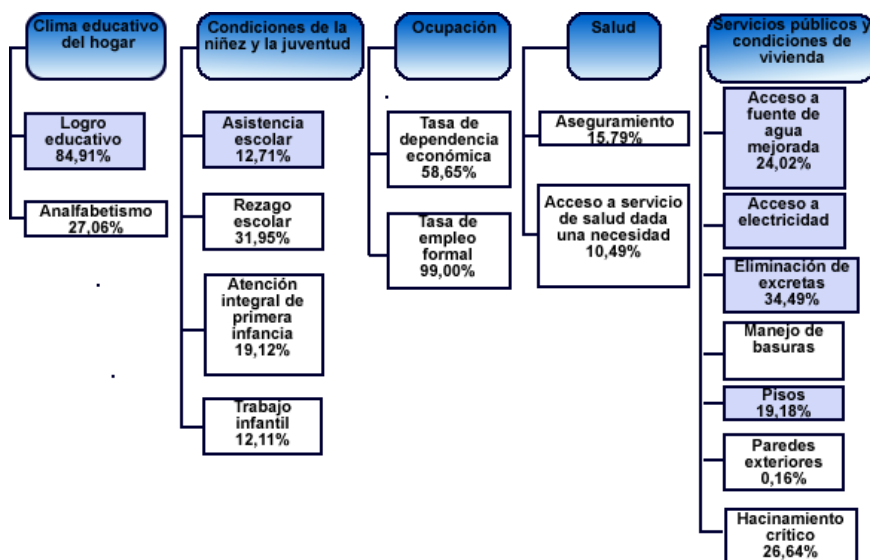 Clima educativo
del hogar
Logro
educativo
84,91%
Analfabetismo
27,06%
Condiciones de la
niñez y la juventud
Asistencia
escolar
12,71%
Rezago
escolar
31,95%
Atención
integral de
primera
infancia
19,12%
Trabajo
infantil
12,11%
Ocupación
Tasa de
dependencia
económica
58,65%
Tasa de
empleo
formal
99,00%
Salud
Aseguramiento
15,79%
Acceso a servicio
de salud dada
una necesidad
10,49%
Servicios públicos y
condiciones de
vivienda
Acceso a
fuente de
agua
mejorada
24,02%
Acceso a
electricidad
Eliminación de
excretas
34,49%
Manejo de
basuras
Pisos
19,18%
Paredes
exteriores
0,16%
Hacinamiento
crítico
26,64%